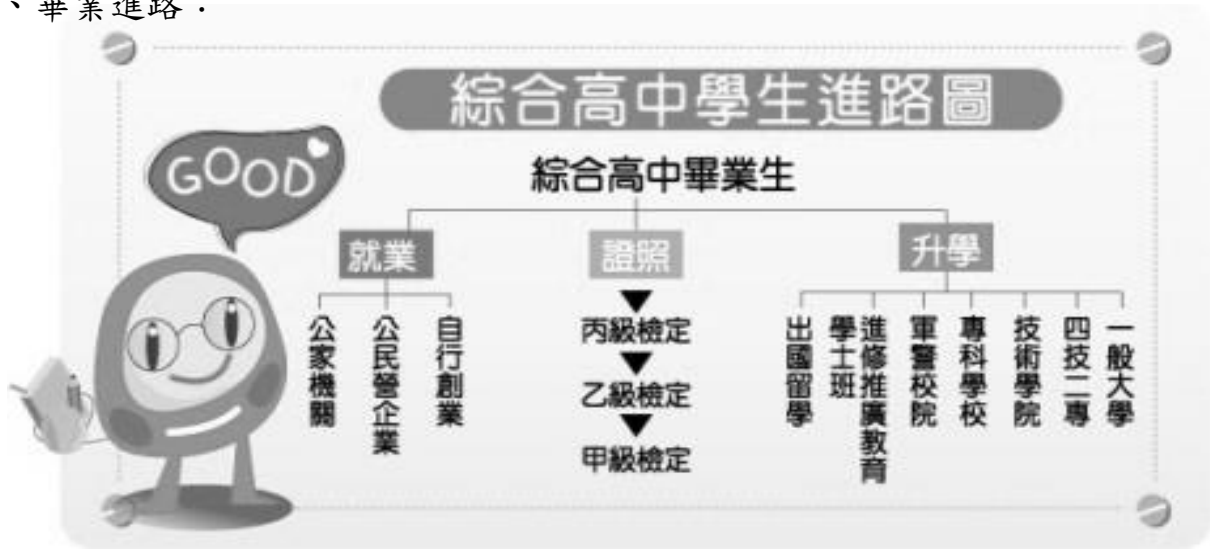 、畢業進路：
綜合高中學生進路圖
GOOD
綜合高中畢業生
就業
證照
升學
公家機關
公民營企業
自行創業
丙級檢定
乙級檢定
甲級檢定
出國留學
進修推廣教育
學士班
軍警校院
專科學校
技術學院
四技二專
一般大學